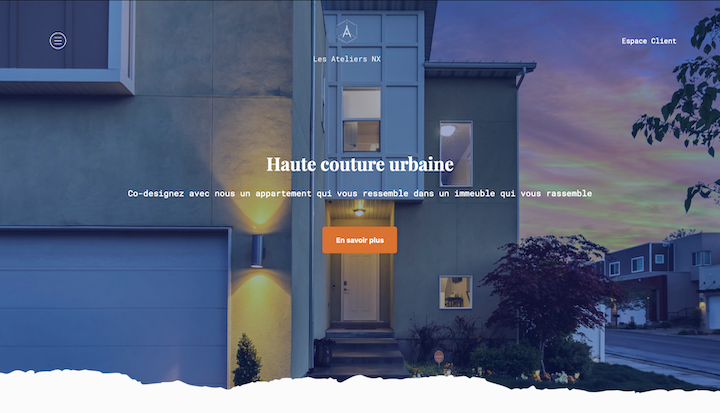 Les Ateliers NX
Espace Client
Haute couture urbaine
Co-designez avec nous un appartement qui vous ressemble dans un immeuble qui vous rassemble
En savoir plus